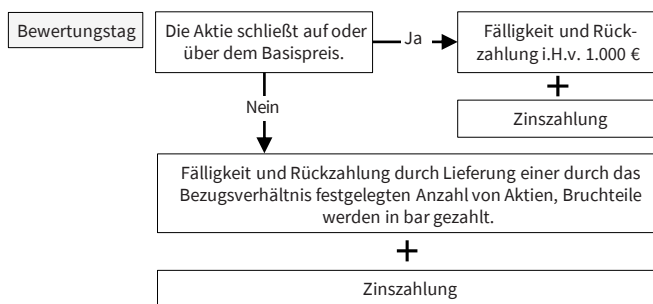 Bewertungstag
Die Aktie schließt auf oder
über dem Basispreis.
Ja
Fälligkeit und Rück-
zahlung i.H.v. 1.000 €
+
Zinszahlung
Nein
Fälligkeit und Rückzahlung durch Lieferung einer durch das
Bezugsverhältnis festgelegten Anzahl von Aktien, Bruchteile
werden in bar gezahlt.
+
Zinszahlung